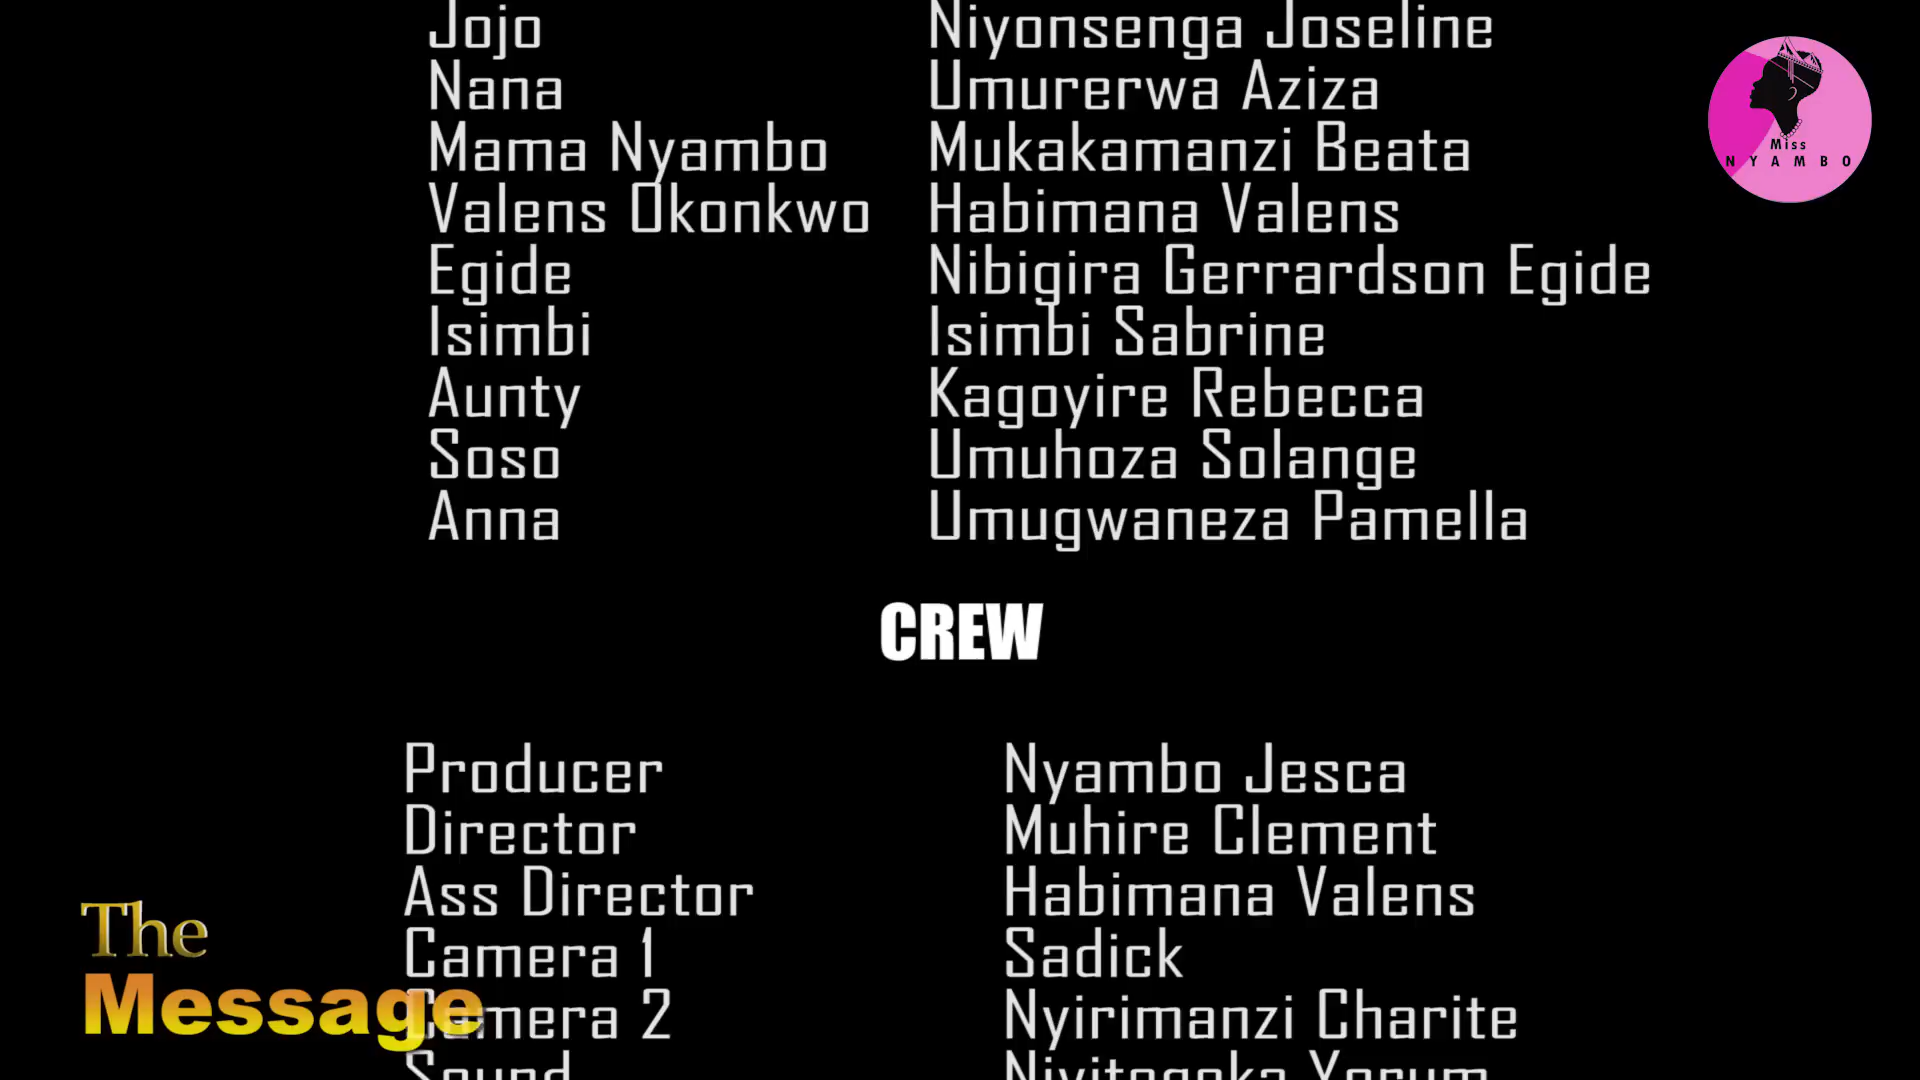 Jojo Niyonsenga Joseline
Nana Umurerwa Aziza
Mama Nyambo Mukakamanzi Beata
Valens Okonkwo Habimana Valens
Egide Nibigira Gerrardson Egide
Isimbi Isimbi Sabrine
Aunty Kagoyire Rebecca
Soso Umuhoza Solange
Anna Umugwaneza Pamella
Miss
NYAMBO
CREW
Producer Nyambo Jesca
Director Muhire Clement
Ass Director Habimana Valens
Camera 1 Sadick
Camera 2 Nyirimanzi Charite
Sound
The
Message